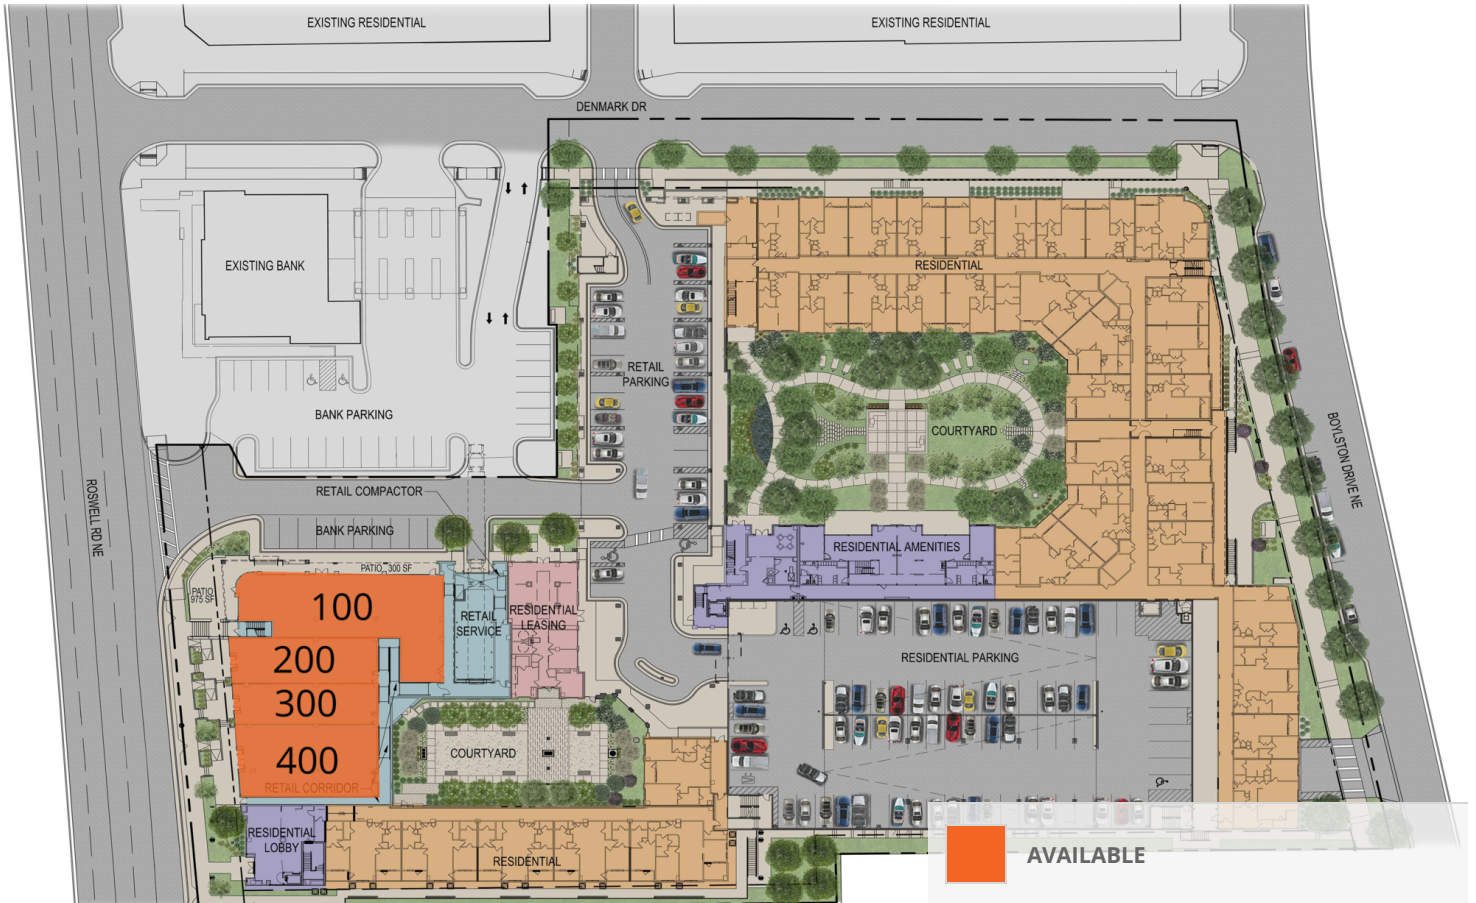 EXISTING RESIDENTIAL
EXISTING RESIDENTIAL
DENMARK DR
EXISTING BANK
RESIDENTIAL
RETAIL
PARKING
BANK PARKING
COURTYARD
BOYLSTON DRIVE NE
ROSWELL RD NE
RETAIL COMPACTOR
BANK PARKING
RESIDENTIAL AMENITIES
PATIO 300 SF
PATIO
975 SF
100
RETAIL
SERVICE
RESIDENTIAL
LEASING
200
RESIDENTIAL PARKING
300
400
COURTYARD
RETAIL CORRIDOR
RESIDENTIAL
LOBBY
RESIDENTIAL
AVAILABLE